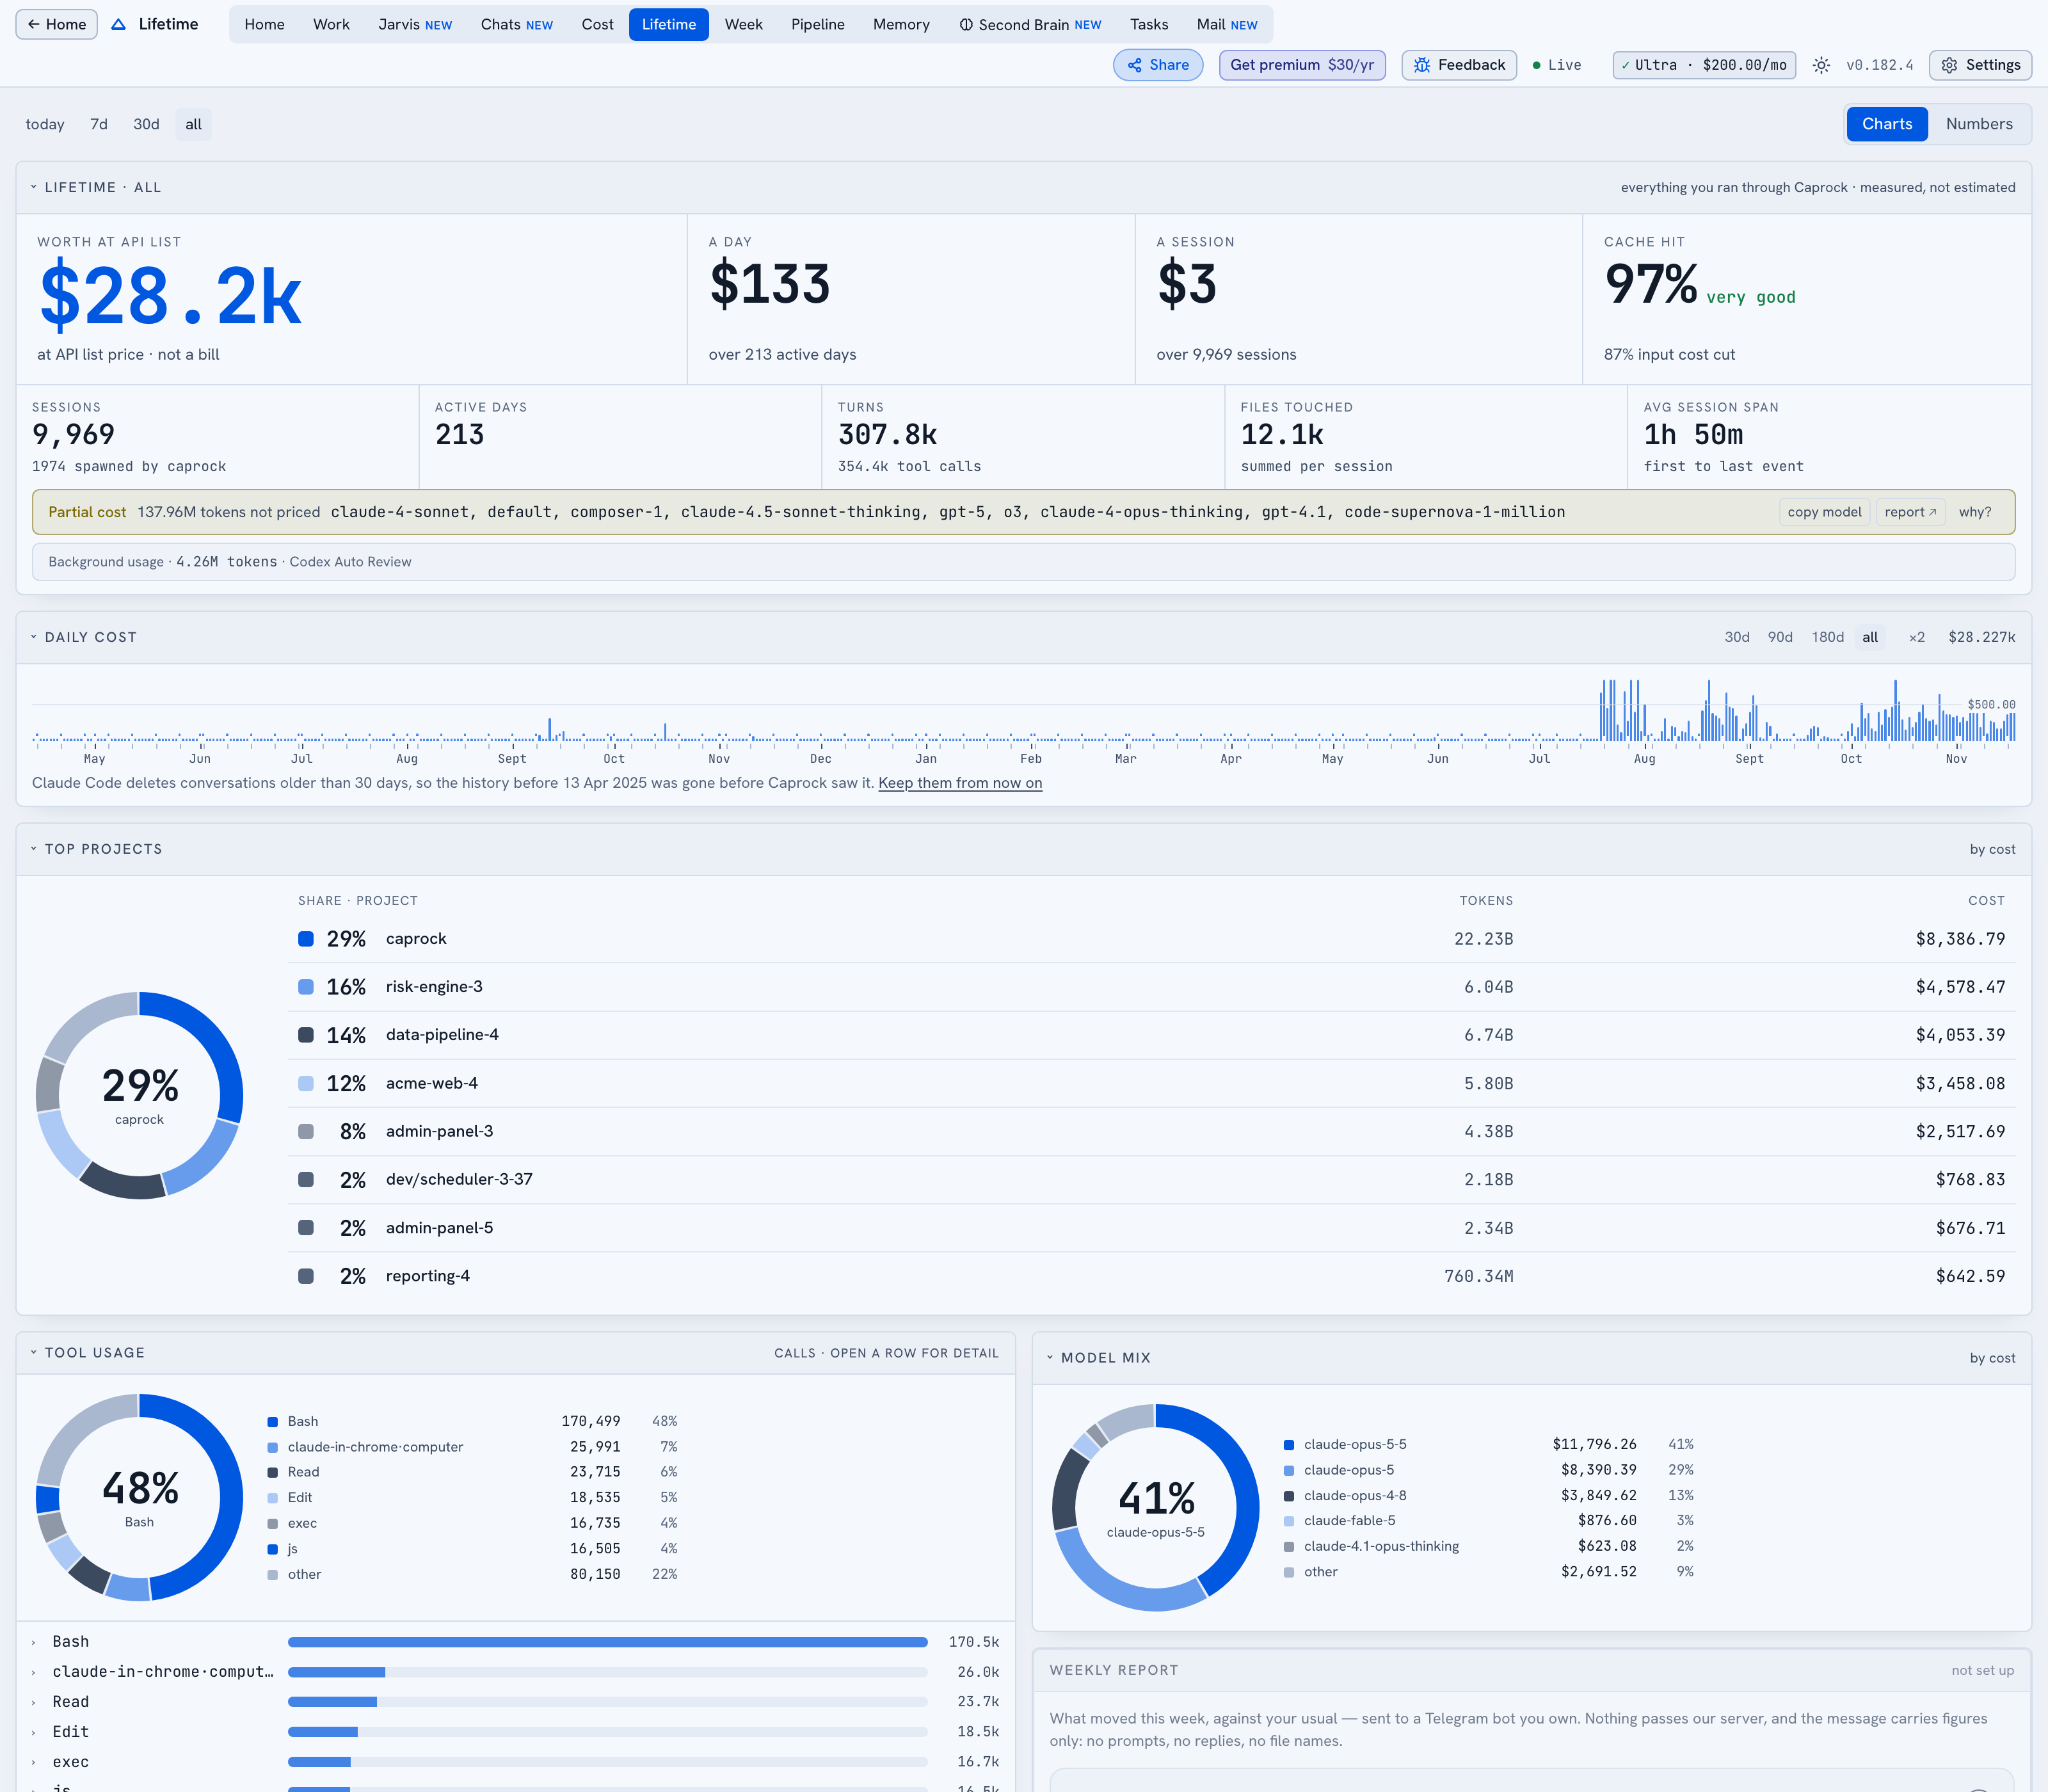 ← Home
Lifetime
Home Work Jarvis NEW Chats NEW Cost Lifetime Week Pipeline Memory Second Brain NEW Tasks Mail NEW
Share
Get premium $30/yr
Feedback
Live
✓ Ultra · $200.00/mo
v0.182.4
Settings
today 7d 30d all
Charts Numbers
LIFETIME · ALL
everything you ran through Caprock · measured, not estimated
WORTH AT API LIST
$28.2k
at API list price · not a bill
A DAY
$133
over 213 active days
A SESSION
$3
over 9,969 sessions
CACHE HIT
97% very good
87% input cost cut
SESSIONS
9,969
1974 spawned by caprock
ACTIVE DAYS
213
TURNS
307.8k
354.4k tool calls
FILES TOUCHED
12.1k
summed per session
AVG SESSION SPAN
1h 50m
first to last event
Partial cost 137.96M tokens not priced claude-4-sonnet, default, composer-1, claude-4.5-sonnet-thinking, gpt-5, o3, claude-4-opus-thinking, gpt-4.1, code-supernova-1-million
copy model report ↗ why?
Background usage · 4.26M tokens · Codex Auto Review
DAILY COST
30d 90d 180d all ×2 $28.227k
$500.00
May Jun Jul Aug Sept Oct Nov Dec Jan Feb Mar Apr May Jun Jul Aug Sept Oct Nov
Claude Code deletes conversations older than 30 days, so the history before 13 Apr 2025 was gone before Caprock saw it. Keep them from now on
TOP PROJECTS
by cost
29%
caprock
SHARE · PROJECT TOKENS COST
29% caprock 22.23B $8,386.79
16% risk-engine-3 6.04B $4,578.47
14% data-pipeline-4 6.74B $4,053.39
12% acme-web-4 5.80B $3,458.08
8% admin-panel-3 4.38B $2,517.69
2% dev/scheduler-3-37 2.18B $768.83
2% admin-panel-5 2.34B $676.71
2% reporting-4 760.34M $642.59
TOOL USAGE
CALLS · OPEN A ROW FOR DETAIL
48%
Bash
Bash 170,499 48%
claude-in-chrome·computer 25,991 7%
Read 23,715 6%
Edit 18,535 5%
exec 16,735 4%
js 16,505 4%
other 80,150 22%
Bash 170.5k
claude-in-chrome·comput… 26.0k
Read 23.7k
Edit 18.5k
exec 16.7k
js 16.5k
MODEL MIX
by cost
41%
claude-opus-5-5
claude-opus-5-5 $11,796.26 41%
claude-opus-5 $8,390.39 29%
claude-opus-4-8 $3,849.62 13%
claude-fable-5 $876.60 3%
claude-4.1-opus-thinking $623.08 2%
other $2,691.52 9%
WEEKLY REPORT
not set up
What moved this week, against your usual — sent to a Telegram bot you own. Nothing passes our server, and the message carries figures
only: no prompts, no replies, no file names.